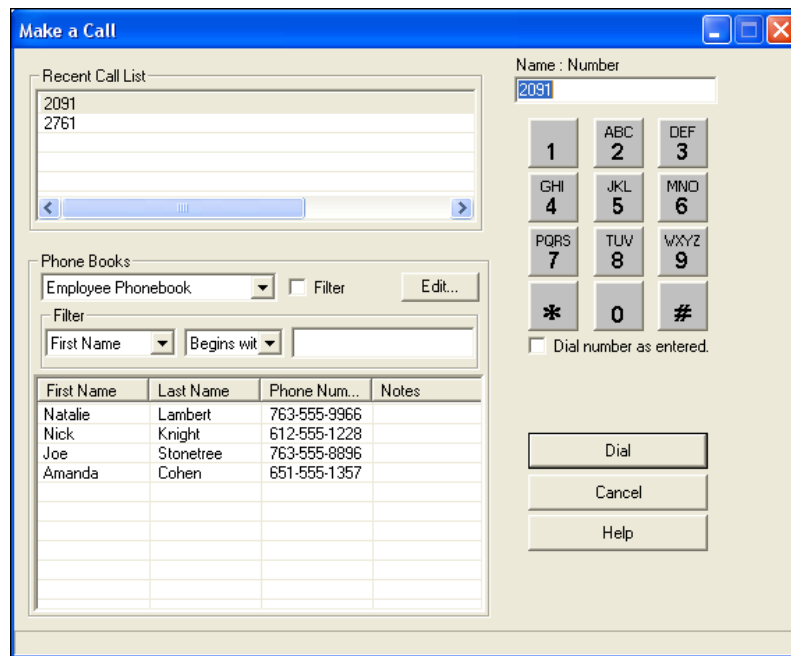 Make a Call
Recent Call List
2091
2761
Phone Books
Employee Phonebook Filter Edit...
Filter
First Name Begins wit
First Name Last Name Phone Num... Notes
Natalie Lambert 763-555-9966
Nick Knight 612-555-1228
Joe Stonetree 763-555-8896
Amanda Cohen 651-555-1357
Name : Number
2091
1 ABC 2 DEF 3
GHI 4 JKL 5 MNO 6
PQRS 7 TUV 8 WXYZ 9
* 0 #
Dial number as entered.
Dial
Cancel
Help